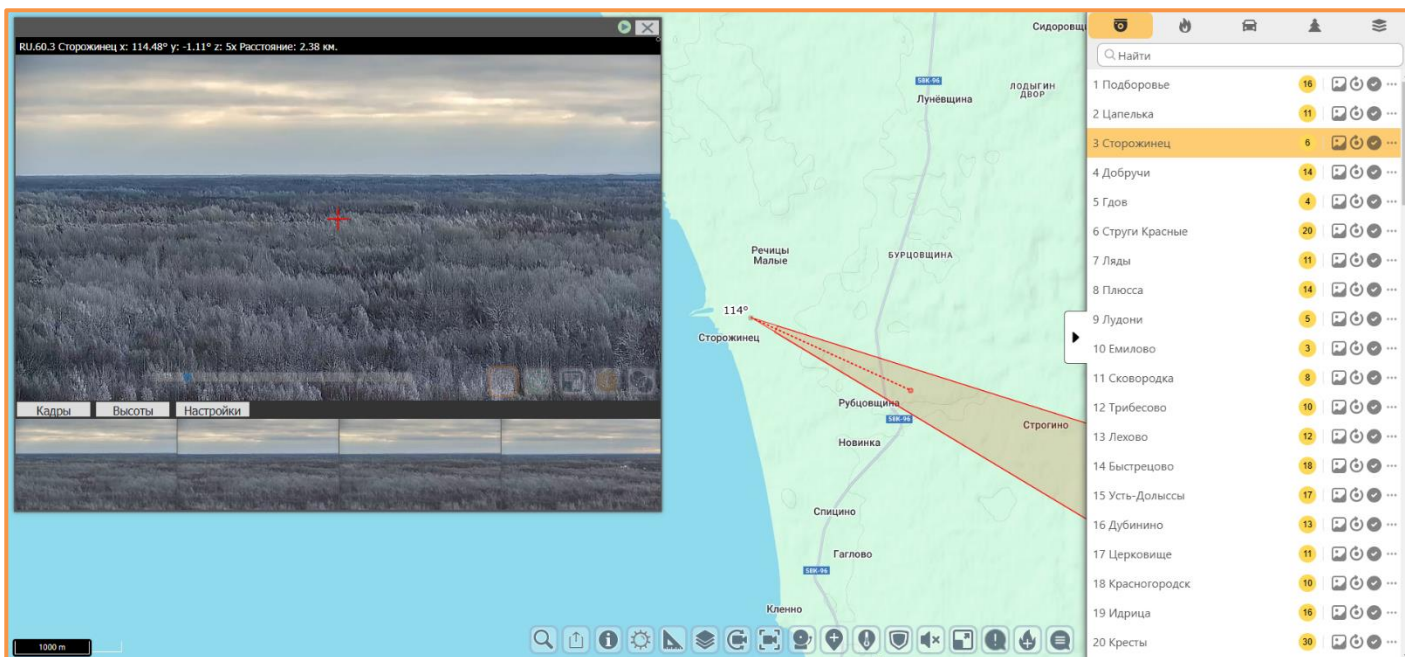 RU.60.3 Сторожинец x: 114.48° y: -1.11° z: 5x Расстояние: 2.38 км.
Кадры
Высоты
Настройки
Сидоровщи
58K-96
Лунёвщина
ЛОДЫГИН
ДВОР
Речицы
Малые
БУРЦОВЩИНА
114°
Сторожинец
Рубцовщина
58K-96
Строгино
Новинка
Спицино
Гаглово
58K-96
Кленно
1000 m
Найти
1 Подборовье 16
2 Цапелька 11
3 Сторожинец 6
4 Добручи 14
5 Гдов 4
6 Струги Красные 20
7 Ляды 11
8 Плюсса 14
9 Лудони 5
10 Емилово 3
11 Сковородка 8
12 Трибесово 10
13 Лехово 12
14 Быстрецово 18
15 Усть-Долыссы 17
16 Дубинино 13
17 Церковище 11
18 Красногородск 10
19 Идрица 16
20 Кресты 30